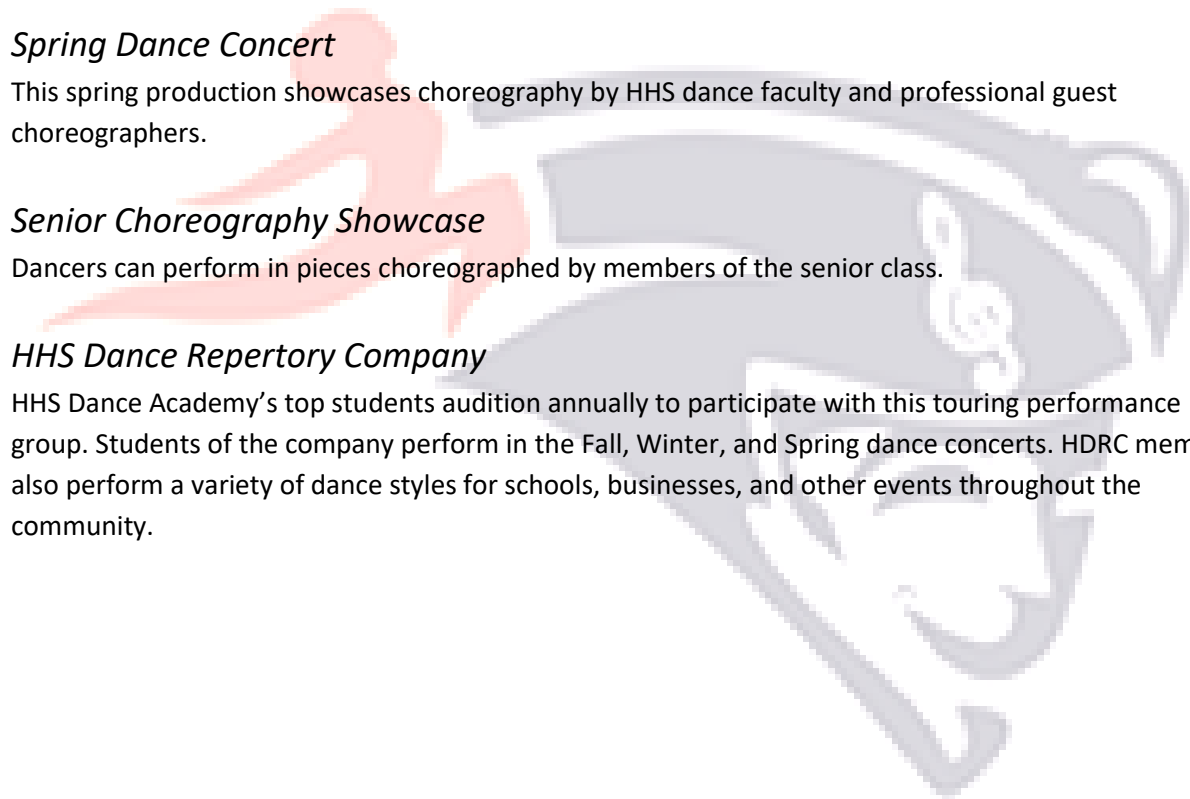 Spring Dance Concert
This spring production showcases choreography by HHS dance faculty and professional guest
choreographers.
Senior Choreography Showcase
Dancers can perform in pieces choreographed by members of the senior class.
HHS Dance Repertory Company
HHS Dance Academy’s top students audition annually to participate with this touring performance
group. Students of the company perform in the Fall, Winter, and Spring dance concerts. HDRC
also perform a variety of dance styles for schools, businesses, and other events throughout the
community.